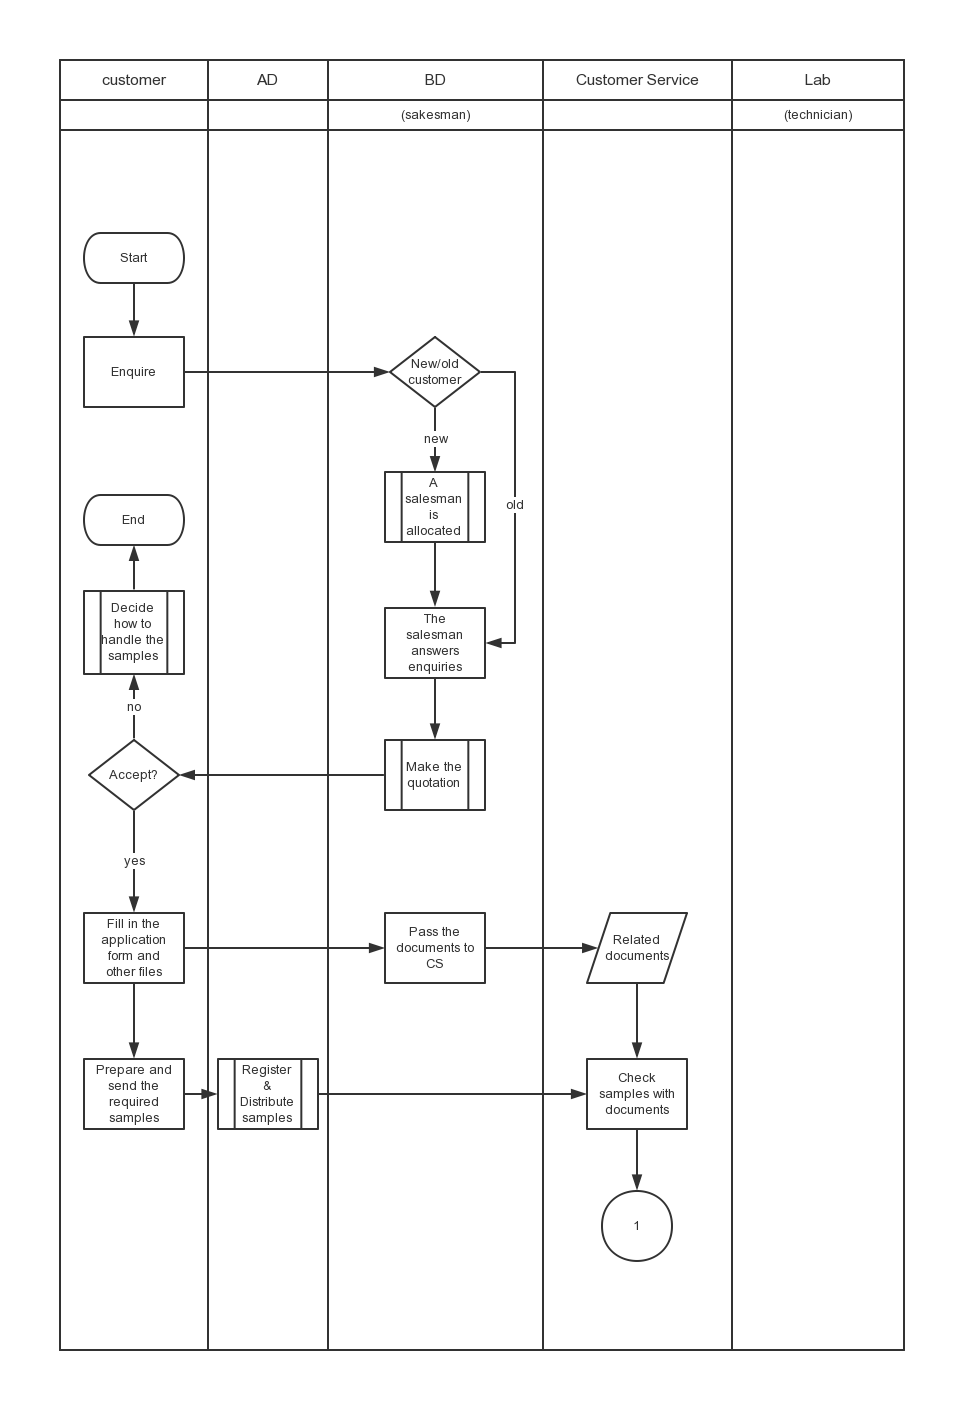 customer
AD
BD
Customer Service
Lab
(sakesman)
(technician)
Start
Enquire
New/old
customer
new
old
A
salesman
is
allocated
End
Decide
how to
handle the
samples
The
salesman
answers
enquiries
no
Accept?
Make the
quotation
yes
Fill in the
application
form and
other files
Pass the
documents to
CS
Related
documents
Prepare and
send the
required
samples
Register
&
Distribute
samples
Check
samples with
documents
1